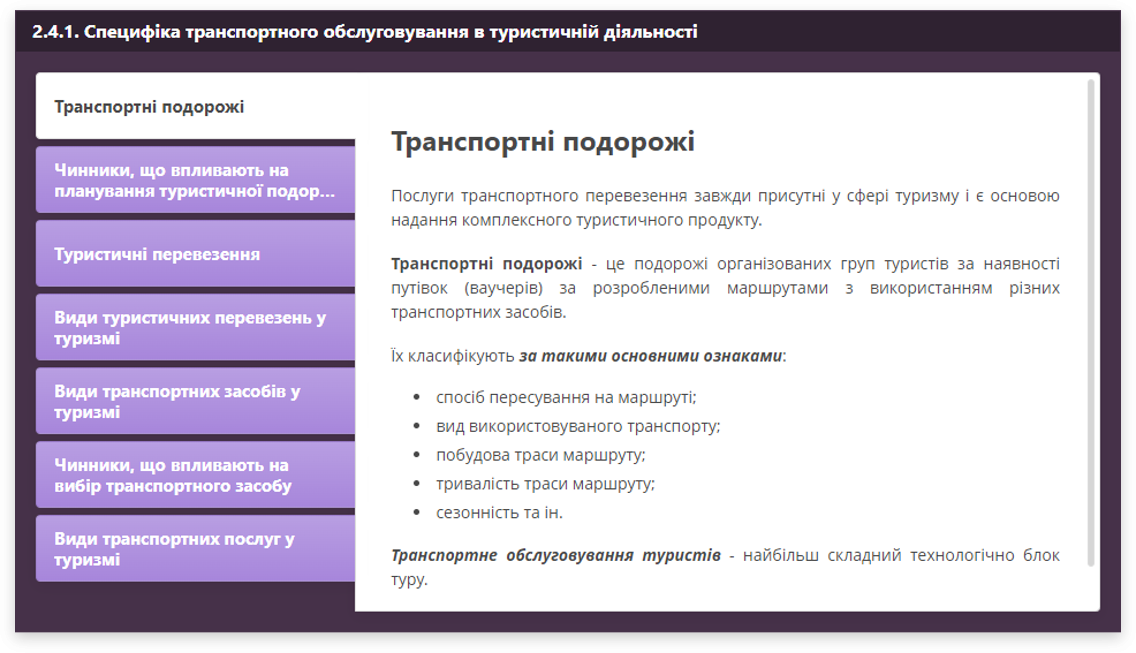 2.4.1. Специфіка транспортного обслуговування в туристичній діяльності
Транспортні подорожі
Чинники, що впливають на
планування туристичної подор...
Туристичні перевезення
Види туристичних перевезень у
туризмі
Види транспортних засобів у
туризмі
Чинники, що впливають на
вибір транспортного засобу
Види транспортних послуг у
туризмі
Транспортні подорожі
Послуги транспортного перевезення завжди присутні у сфері туризму і є основою
надання комплексного туристичного продукту.
Транспортні подорожі - це подорожі організованих груп туристів за наявності
путівок (ваучерів) за розробленими маршрутами з використанням різних
транспортних засобів.
Їх класифікують за такими основними ознаками:
• спосіб пересування на маршруті;
• вид використовуваного транспорту;
• побудова траси маршруту;
• тривалість траси маршруту;
• сезонність та ін.
Транспортне обслуговування туристів - найбільш складний технологічно блок
туру.